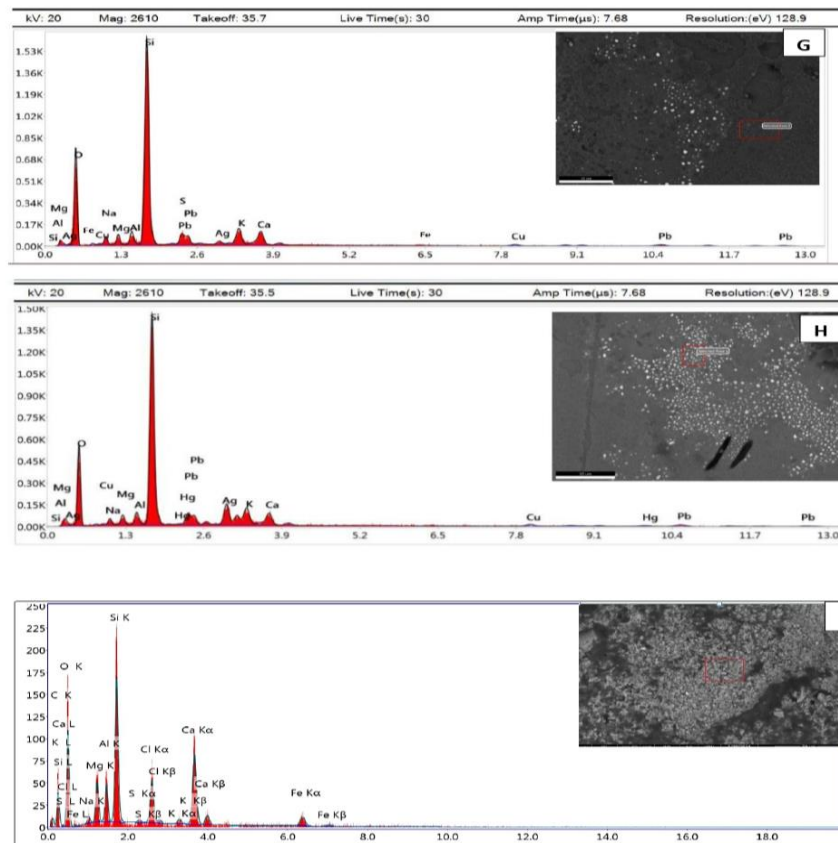 kV: 20 Mag: 2610 Takeoff: 35.7 Live Time(s): 30 Amp Time(µs): 7.68 Resolution:(eV) 128.9
G
Si
1.53K
1.36K
1.19K
1.02K
0.85K
O
0.68K
0.51K
S
Mg Na Pb
0.34K
Al Fe Pb K Ca
0.17K
Cu Mg Al Ag Fe Cu Pb Pb
Si Ag
0.00K
0.0 1.3 2.6 3.9 5.2 6.5 7.8 9.1 10.4 11.7 13.0
kV: 20 Mag: 2610 Takeoff: 35.5 Live Time(s): 30 Amp Time(µs): 7.68 Resolution:(eV) 128.9
1.50K
H
Si
1.35K
1.20K
1.05K
0.90K
0.75K
0.60K
O
0.45K
Pb
Mg Cu Pb
0.30K
Mg Hg
Al Al Ag K Ca
0.15K
Na
Si Ag Hg Cu Hg Pb Pb
0.00K
0.0 1.3 2.6 3.9 5.2 6.5 7.8 9.1 10.4 11.7 13.0
250
Si K
225
200
O K
175
C K
150
Ca L
125
K Al K Cl Kα Ca Kα
100
Si L Mg K Cl Kβ
75
Cl L Ca Kβ
50
S L Na K S Kα K Kβ Fe Kα
25
Fe L S Kβ K Kα Fe Kβ
0
0.0 2.0 4.0 6.0 8.0 10.0 12.0 14.0 16.0 18.0